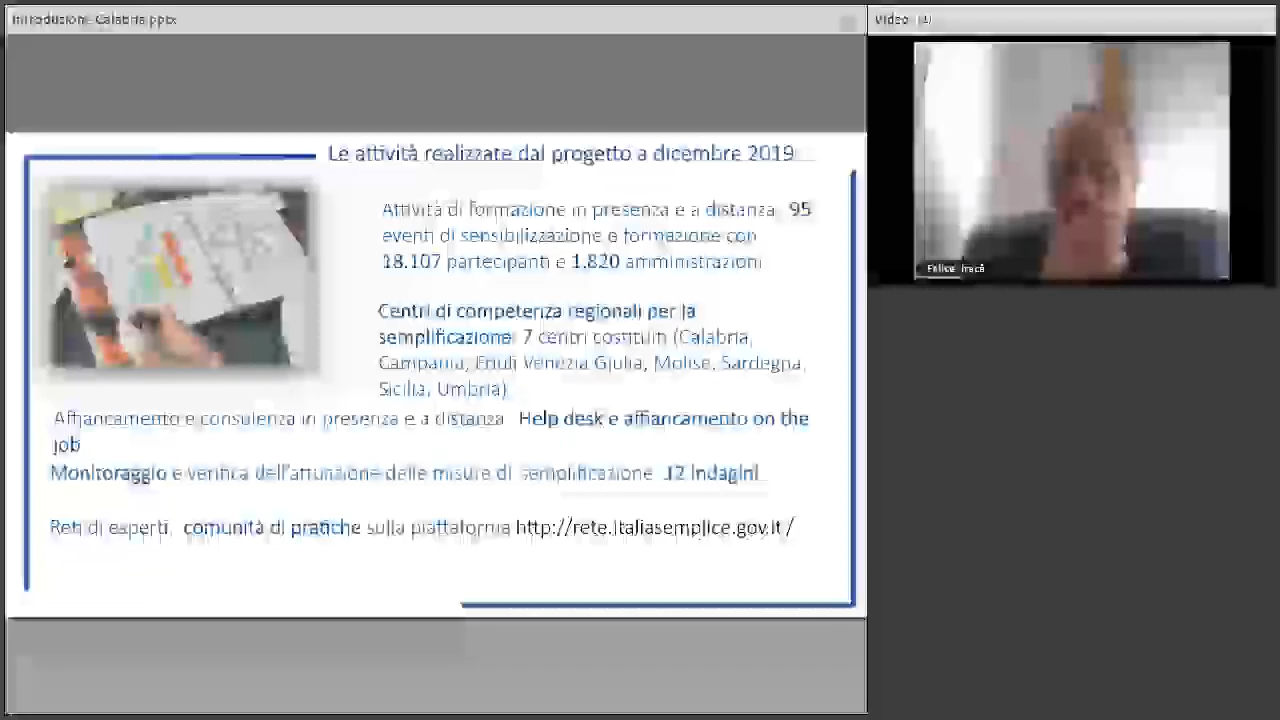 Introduzione Calabria.pptx
Video (1)
Le attività realizzate dal progetto a dicembre 2019
Attività di formazione in presenza e a distanza 95
eventi di sensibilizzazione e formazione con
18.107 partecipanti e 1.820 amministrazioni
Centri di competenza regionali per la
semplificazione: 7 centri costituiti (Calabria,
Campania, Friuli Venezia Giulia, Molise, Sardegna,
Sicilia, Umbria)
Affiancamento e consulenza in presenza e a distanza Help desk e affiancamento on the
job
Monitoraggio e verifica dell'attuazione delle misure di semplificazione 12 indagini
Reti di esperti, comunità di pratiche sulla piattaforma http://rete.italiasemplice.gov.it/
Felice Iracà